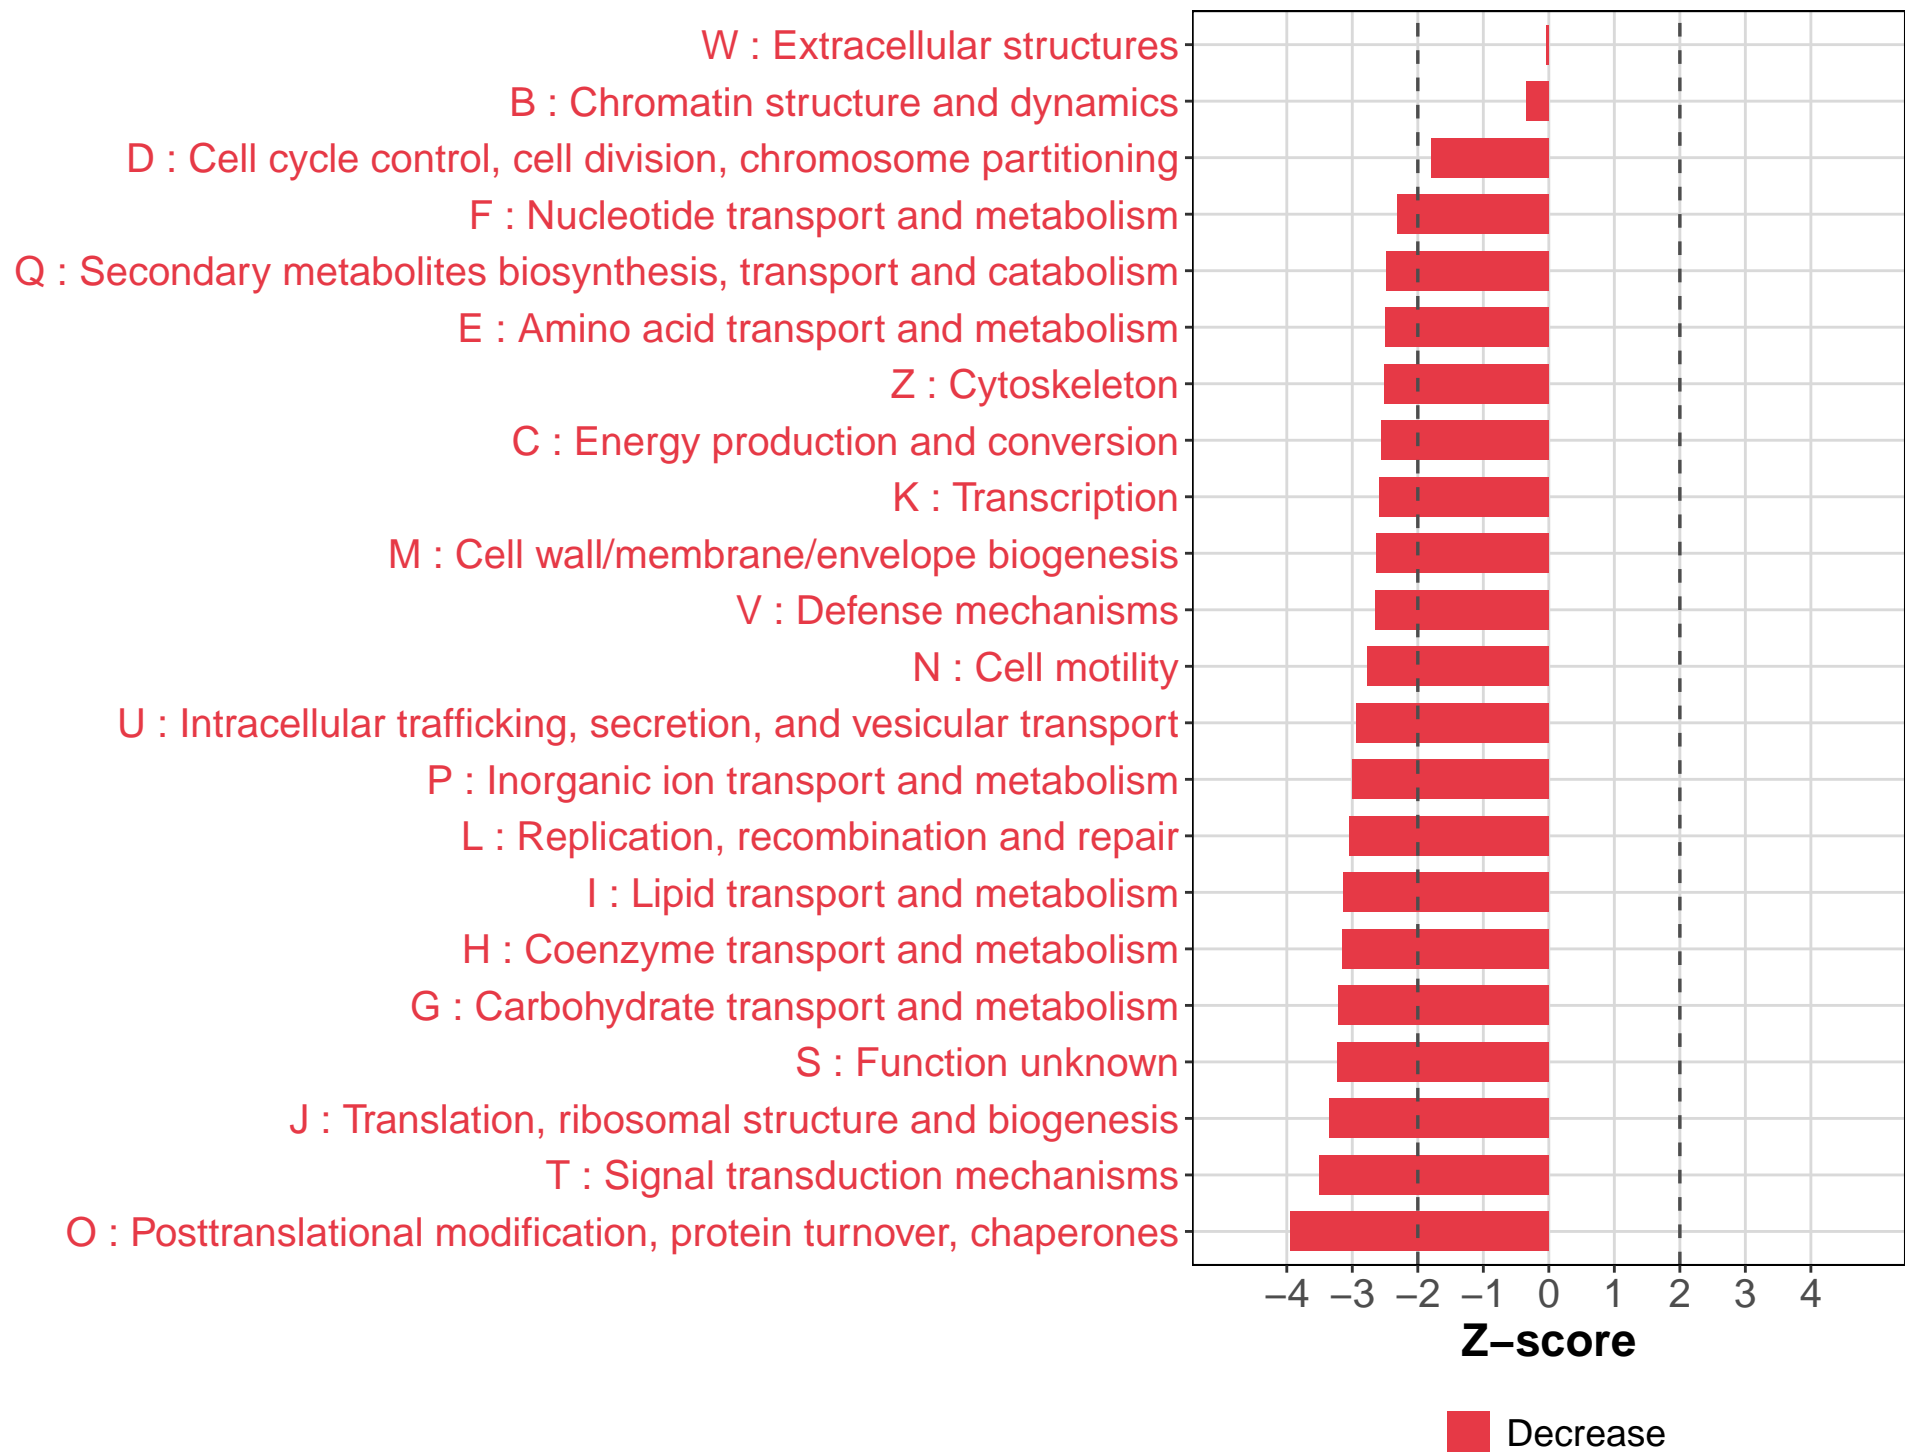 W : Extracellular structures
B : Chromatin structure and dynamics
D : Cell cycle control, cell division, chromosome partitioning
F : Nucleotide transport and metabolism
Q : Secondary metabolites biosynthesis, transport and catabolism
E : Amino acid transport and metabolism
Z : Cytoskeleton
C : Energy production and conversion
K : Transcription
M : Cell wall/membrane/envelope biogenesis
V : Defense mechanisms
N : Cell motility
U : Intracellular trafficking, secretion, and vesicular transport
P : Inorganic ion transport and metabolism
L : Replication, recombination and repair
I : Lipid transport and metabolism
H : Coenzyme transport and metabolism
G : Carbohydrate transport and metabolism
S : Function unknown
J : Translation, ribosomal structure and biogenesis
T : Signal transduction mechanisms
O : Posttranslational modification, protein turnover, chaperones
−4 −3 −2 −1 0 1 2 3 4
Z−score
Decrease